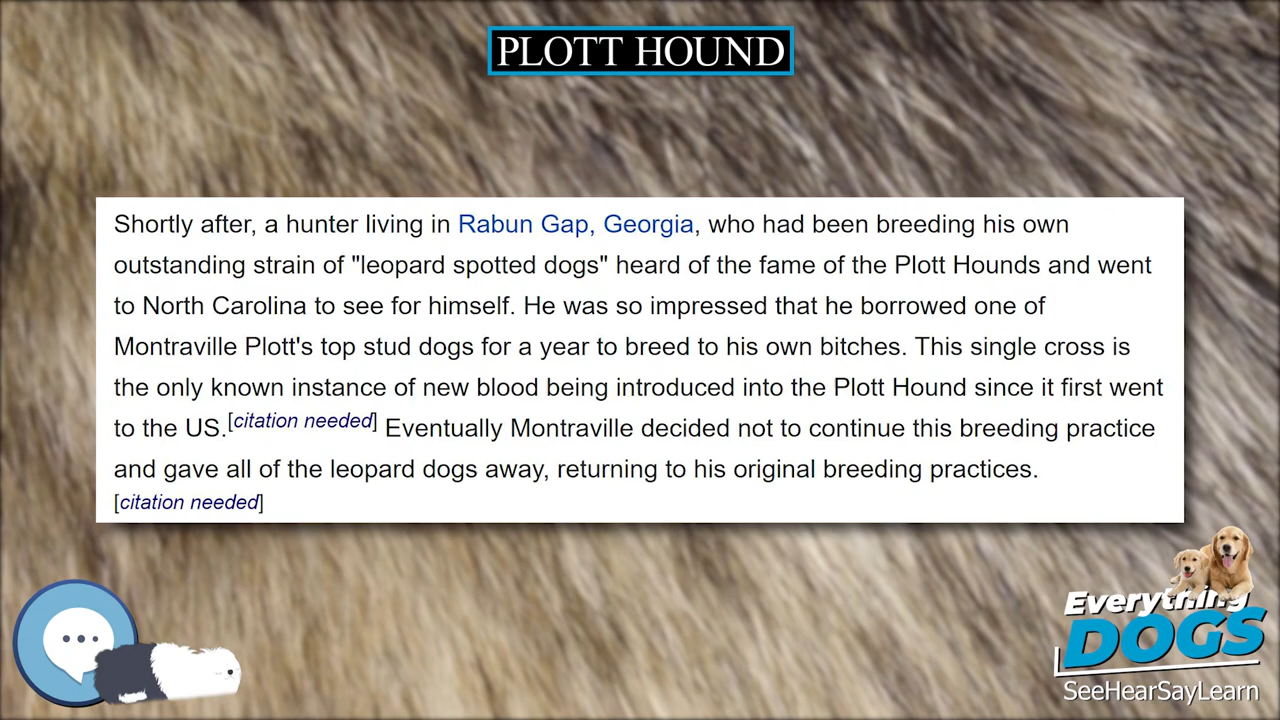 PLOTT HOUND
Shortly after, a hunter living in Rabun Gap, Georgia, who had been breeding his own
outstanding strain of "leopard spotted dogs" heard of the fame of the Plott Hounds and went
to North Carolina to see for himself. He was so impressed that he borrowed one of
Montraville Plott's top stud dogs for a year to breed to his own bitches. This single cross is
the only known instance of new blood being introduced into the Plott Hound since it first went
to the US.[citation needed] Eventually Montraville decided not to continue this breeding practice
and gave all of the leopard dogs away, returning to his original breeding practices.
[citation needed]
Everything
DOGS
SeeHearSayLearn